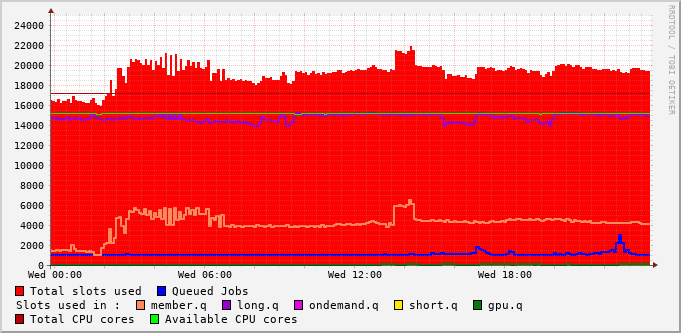 RRDTOOL / TOBI OETIKER
24000
22000
20000
18000
16000
14000
12000
10000
8000
6000
4000
2000
0
Wed 00:00 Wed 06:00 Wed 12:00 Wed 18:00
Total slots used Queued Jobs
Slots used in : member.q long.q ondemand.q short.q gpu.q
Total CPU cores Available CPU cores